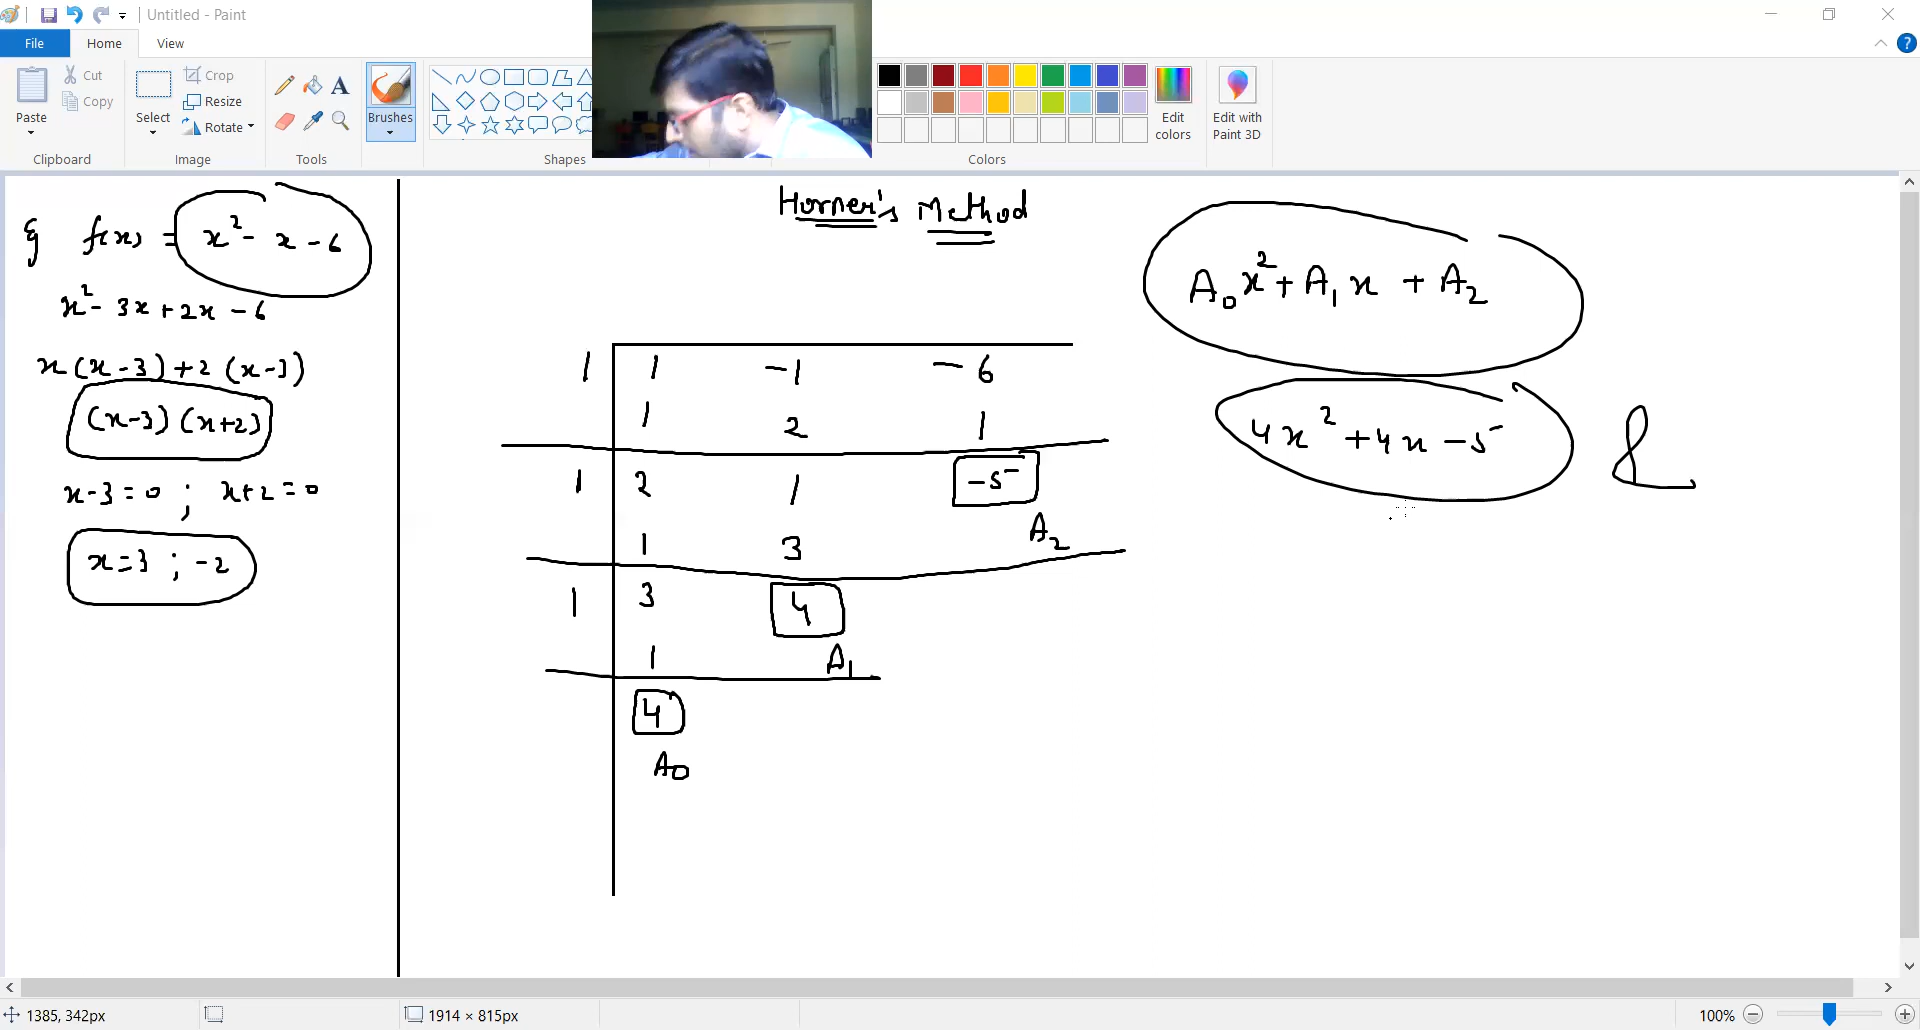 Untitled - Paint
File Home View
Paste
Cut
Copy
Clipboard
Select
Crop
Resize
Rotate
Image
A
Tools
Brushes
Shapes
Colors
Edit colors
Edit with Paint 3D
f(x) = x² - x - 6
x² - 3x + 2x - 6
x (x-3) + 2 (x-3)
(x-3) (x+2)
x-3 = 0 ; x+2 = 0
x = 3 ; -2
Horner's Method
1 1 -1 -6
1 2 1
1 2 1 -5
A₂
1 3
1 3 4
1 A₁
4
A₀
A₀x² + A₁x + A₂
4x² + 4x - 5
1385, 342px
1914 × 815px
100%